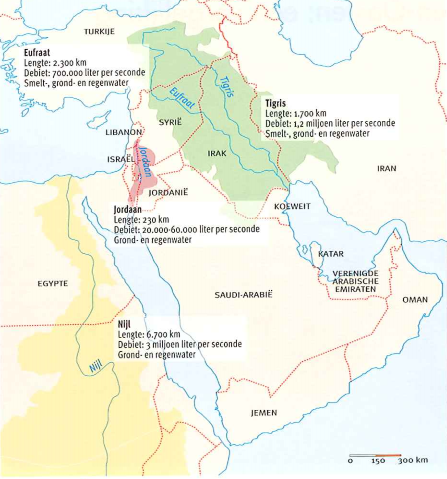 TURKIJE
Eufraat
Lengte: 2.300 km
Debiet: 700.000 liter per seconde
Smelt-, grond- en regenwater
Tigris
Eufraat
Tigris
Lengte: 1.700 km
Debiet: 1,2 miljoen liter per seconde
Smelt-, grond- en regenwater
LIBANON
SYRIË
ISRAËL
Jordaan
IRAK
IRAN
JORDANIË
Jordaan
Lengte: 230 km
Debiet: 20.000-60.000 liter per seconde
Grond- en regenwater
KOEWEIT
KATAR
VERENIGDE
ARABISCHE
EMIRATEN
OMAN
EGYPTE
SAUDI-ARABIË
Nijl
Lengte: 6.700 km
Debiet: 3 miljoen liter per seconde
Grond- en regenwater
Nijl
JEMEN
0 150 300 km